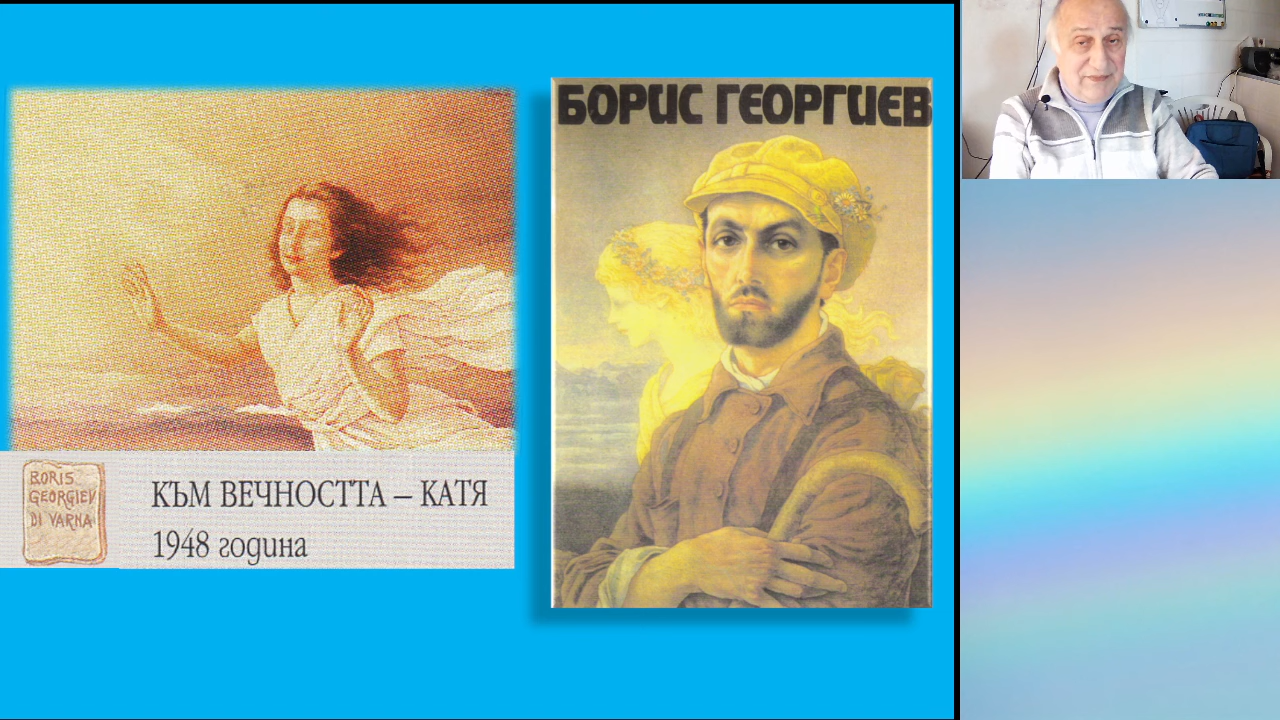 BORIS
GEORGIEV
DI VARNA
КЪМ ВЕЧНОСТТА – КАТЯ
1948 година
БОРИС ГЕОРГИЕВ